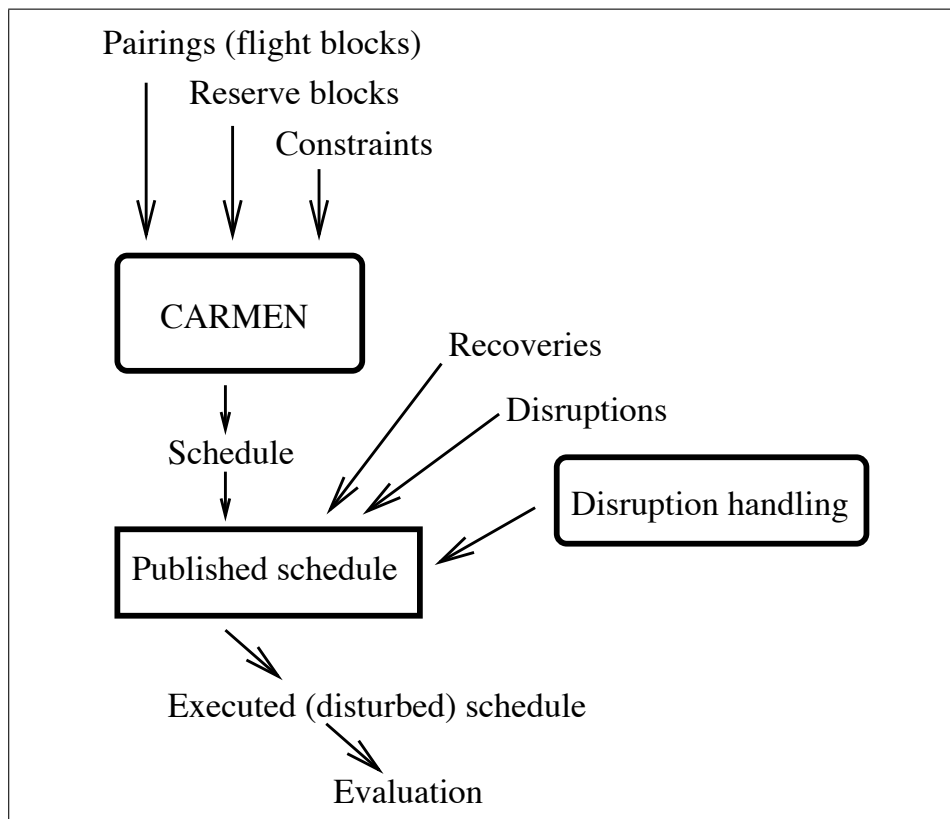 Pairings (flight blocks)
Reserve blocks
Constraints
CARMEN
Recoveries
Disruptions
Schedule
Disruption handling
Published schedule
Executed (disturbed) schedule
Evaluation